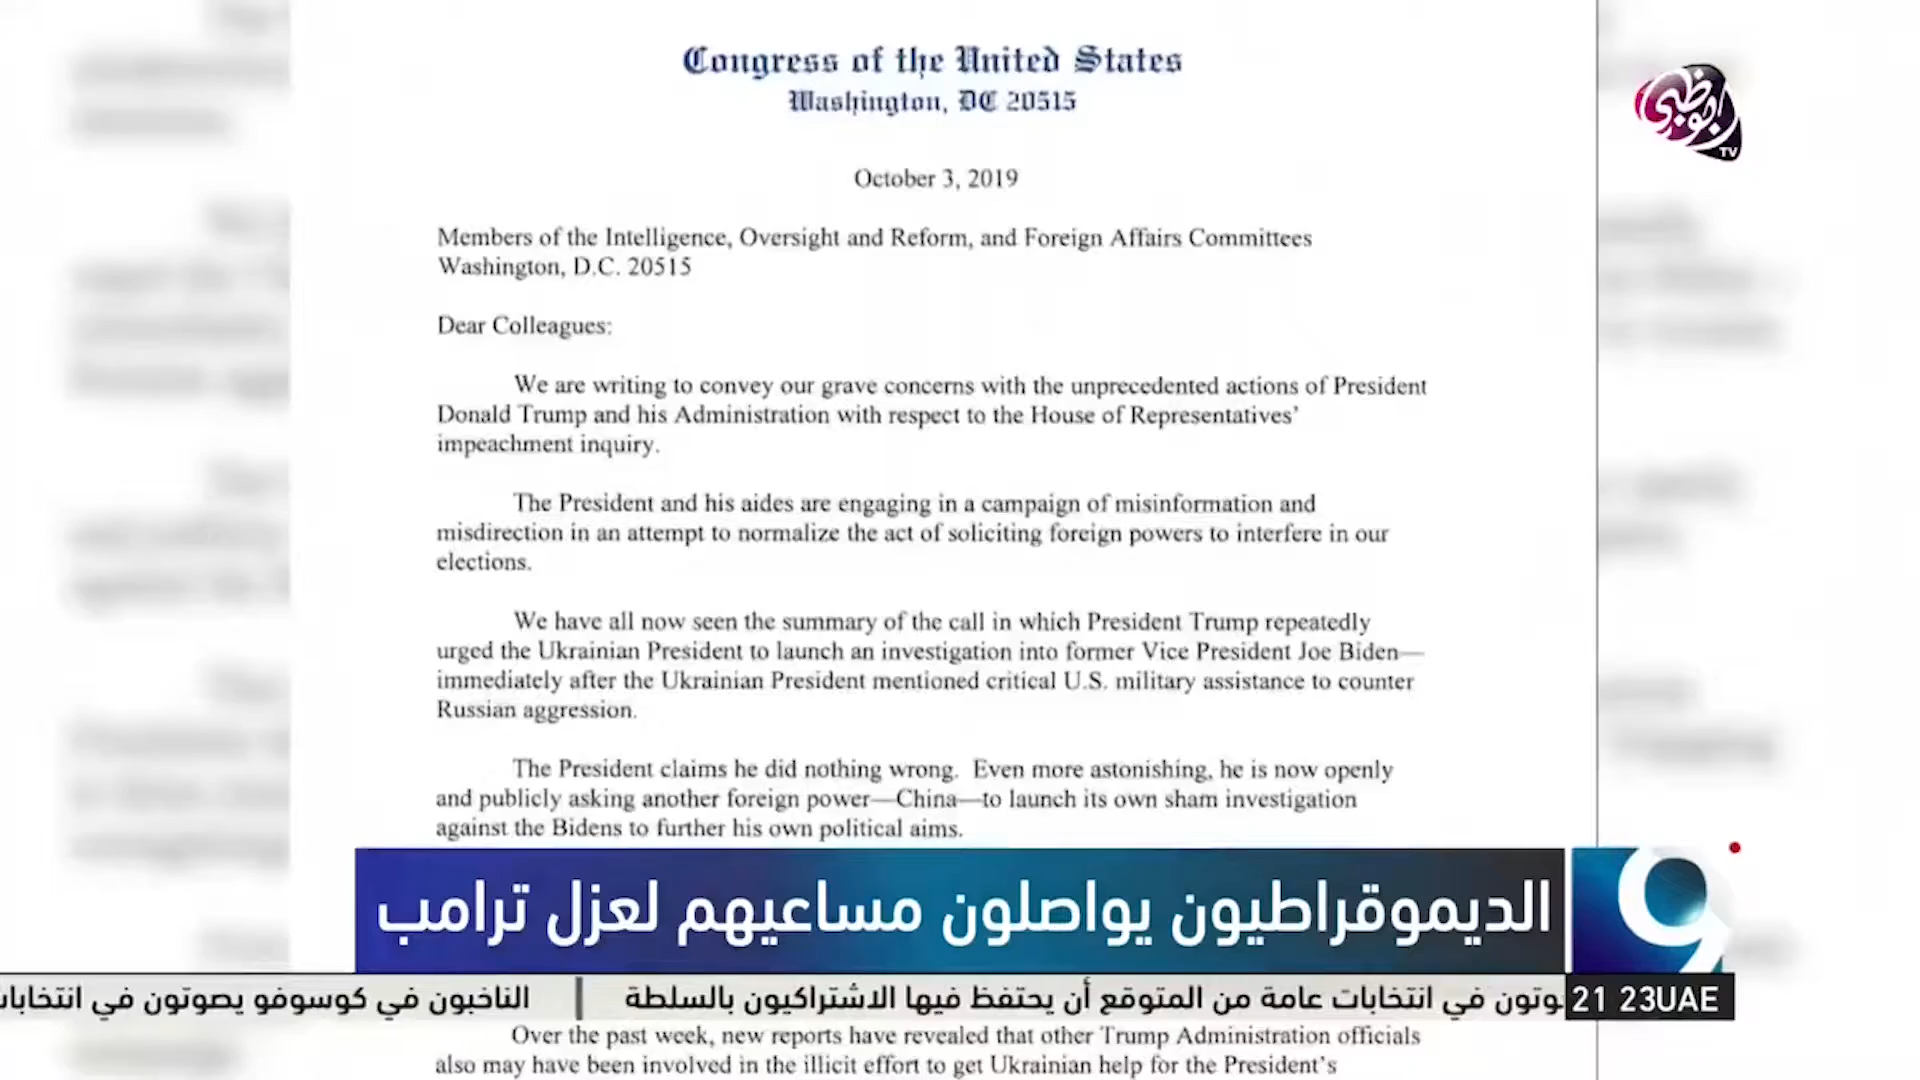 Congress of the United States
Washington, DC 20515
أبوظبي
TV
October 3, 2019
Members of the Intelligence, Oversight and Reform, and Foreign Affairs Committees
Washington, D.C. 20515
Dear Colleagues:
We are writing to convey our grave concerns with the unprecedented actions of President
Donald Trump and his Administration with respect to the House of Representatives’
impeachment inquiry.
The President and his aides are engaging in a campaign of misinformation and
misdirection in an attempt to normalize the act of soliciting foreign powers to interfere in our
elections.
We have all now seen the summary of the call in which President Trump repeatedly
urged the Ukrainian President to launch an investigation into former Vice President Joe Biden—
immediately after the Ukrainian President mentioned critical U.S. military assistance to counter
Russian aggression.
The President claims he did nothing wrong. Even more astonishing, he is now openly
and publicly asking another foreign power—China—to launch its own sham investigation
against the Bidens to further his own political aims.
الديموقراطيون يواصلون مساعيهم لعزل ترامب
9
في انتخابات عامة من المتوقع أن يحتفظ فيها الاشتراكيون بالسلطة | الناخبون في كوسوفو يصوتون في
21 23UAE
Over the past week, new reports have revealed that other Trump Administration officials
also may have been involved in the illicit effort to get Ukrainian help for the President’s